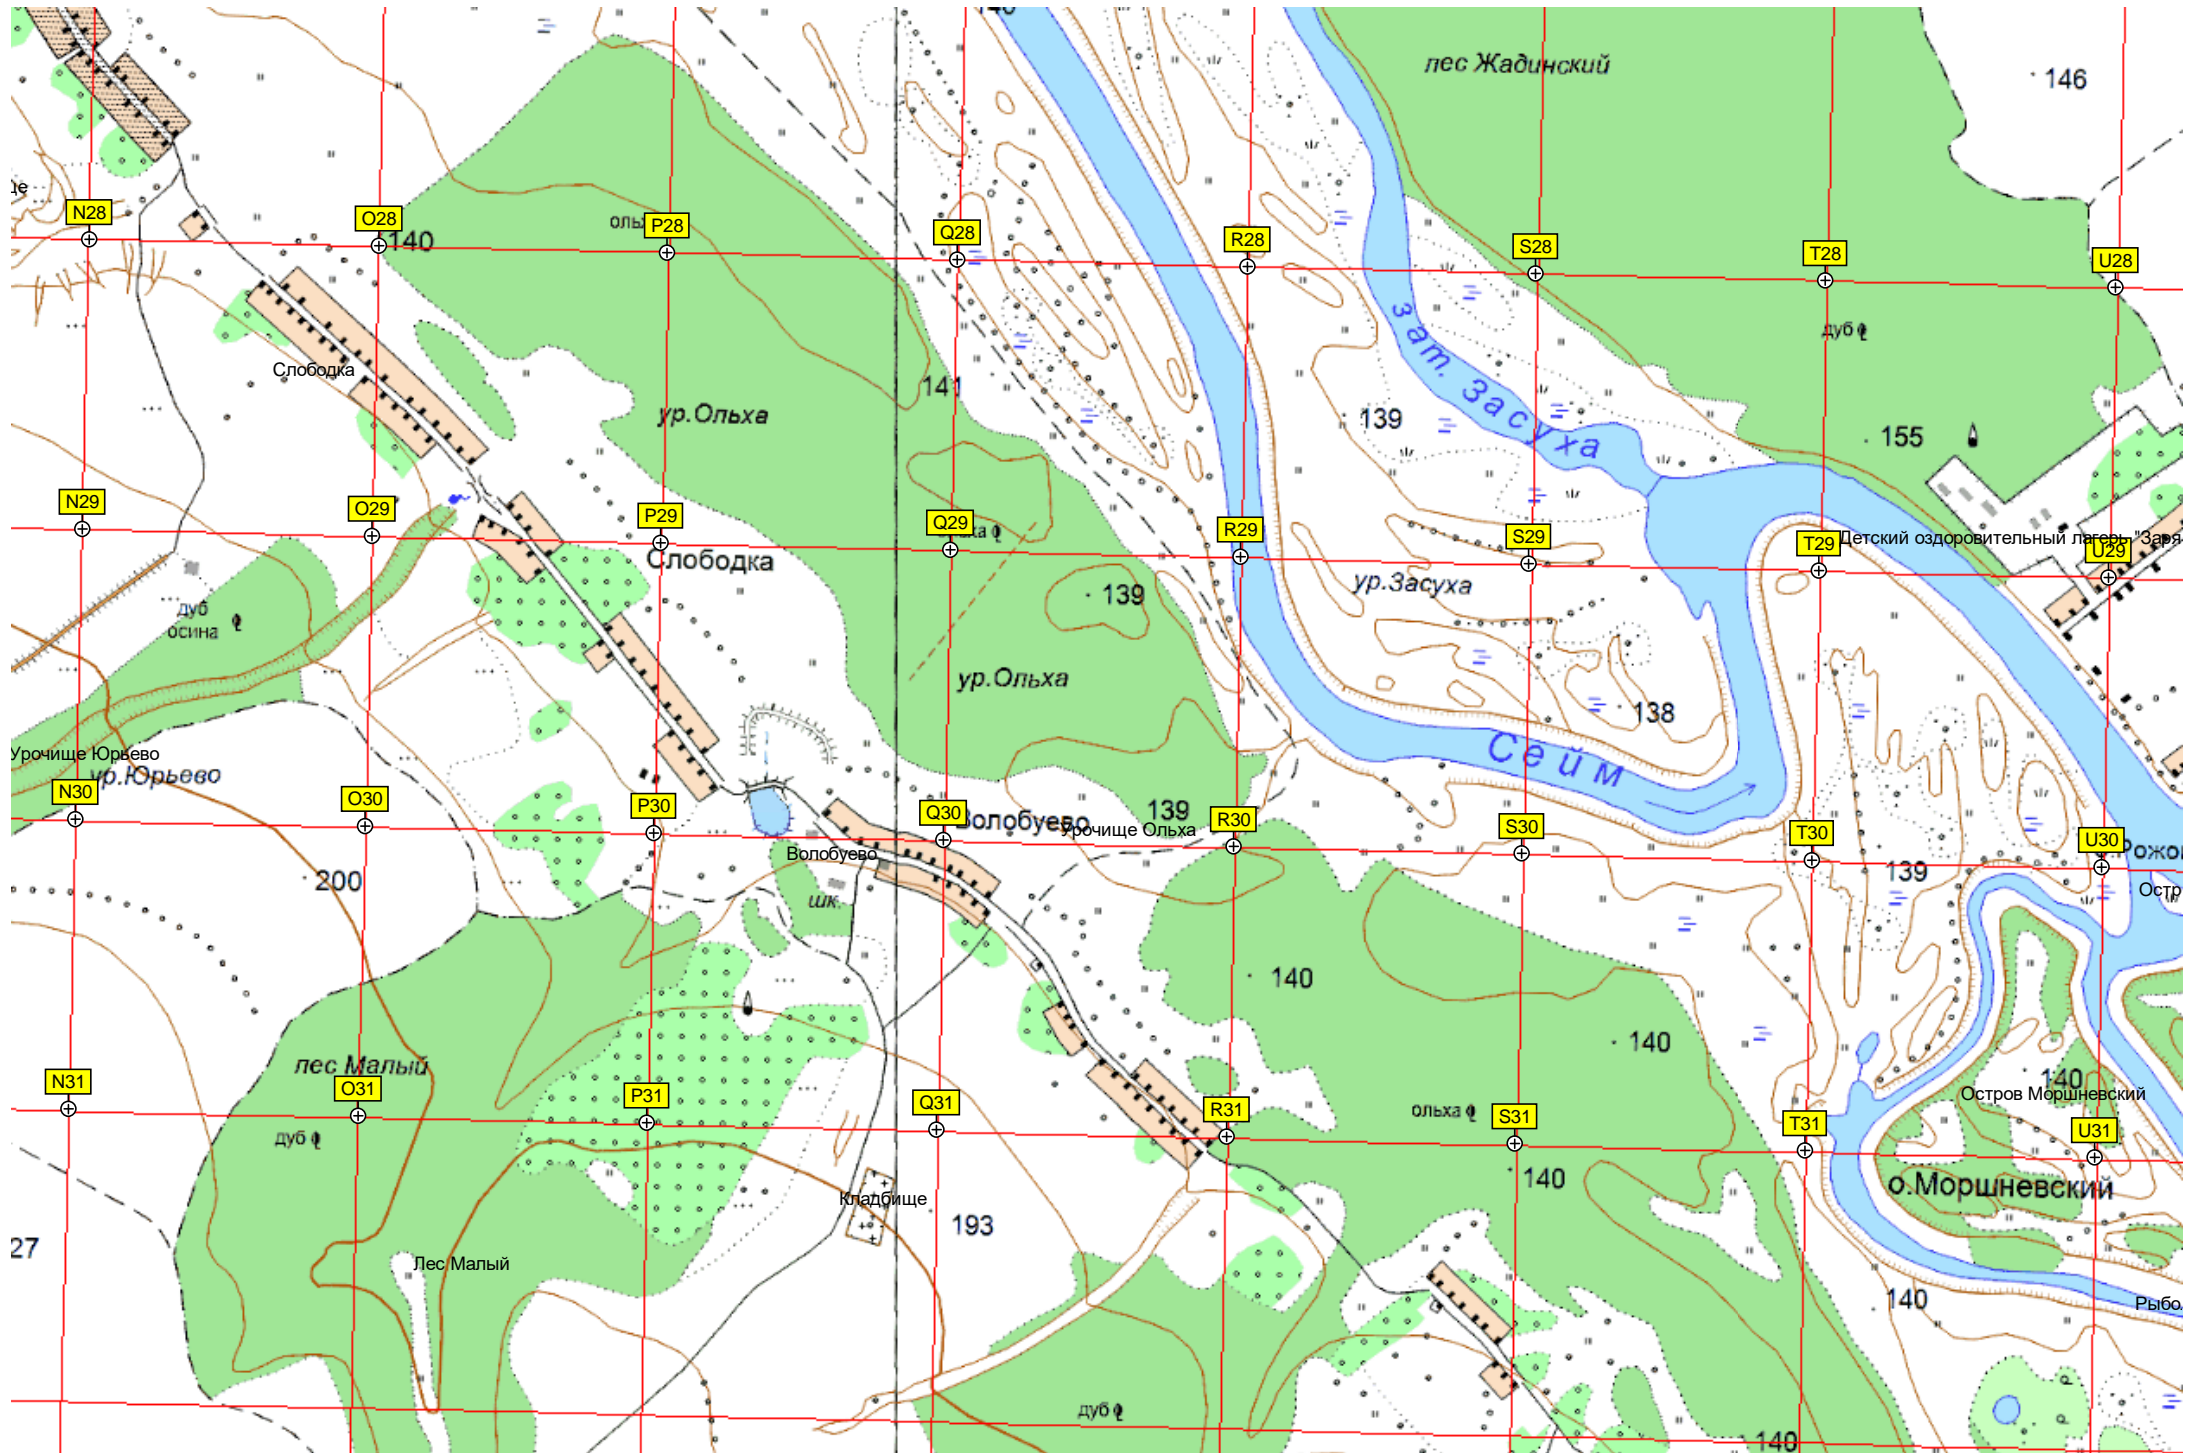 лес Жадинский
146
N28
O28
140
P28
Q28
R28
S28
T28
U28
дуб
зат. Засуха
Слободка
141
ур.Ольха
139
155
N29
O29
P29
Q29
R29
S29
T29
Детский оздоровительный лагерь "Заря
U29
Слободка
139
ур.Засуха
дуб
осина
ур.Ольха
138
Сейм
Урочище Юрьево
ур.Юрьево
N30
O30
P30
Q30
Волобуево
139
Урочище Ольха
R30
S30
T30
U30
Волобуево
139
200
шк.
Остр
140
140
лес Малый
N31
O31
P31
Q31
R31
ольха
S31
T31
140
Остров Моршневский
U31
дуб
140
о.Моршневский
Кладбище
193
27
Лес Малый
140
Рыбо
дуб
140